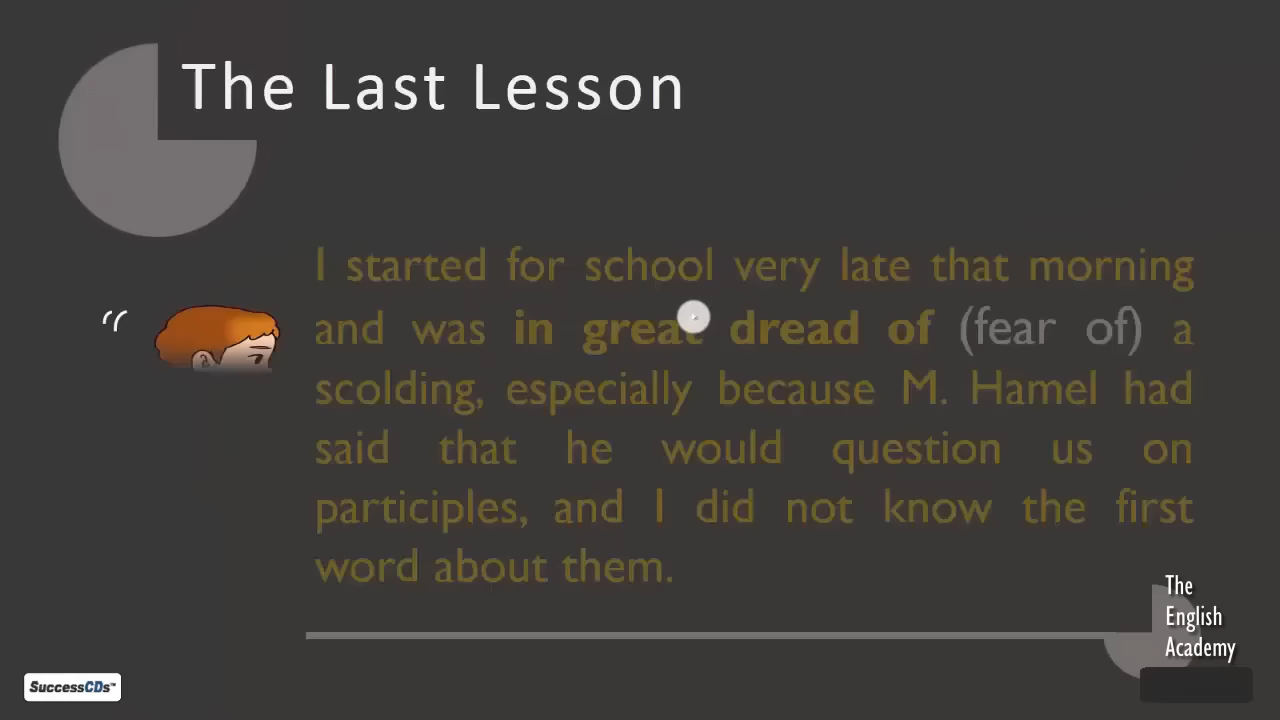 The Last Lesson
I started for school very late that morning
and was in great dread of (fear of) a
scolding, especially because M. Hamel had
said that he would question us on
participles, and I did not know the first
word about them.
“
The
English
Academy
SuccessCDs™